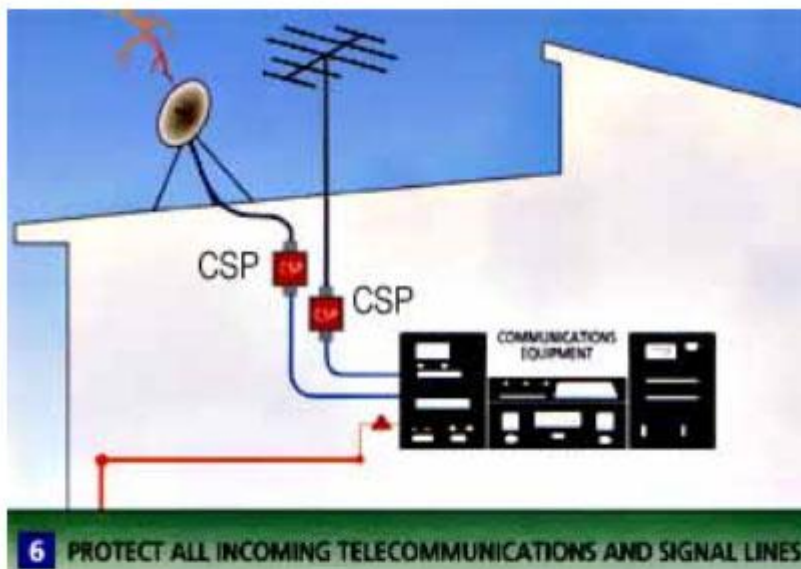 CSP
CSP
CSP
CSP
COMMUNICATIONS
EQUIPMENT
6 PROTECT ALL INCOMING TELECOMMUNICATIONS AND SIGNAL LINES